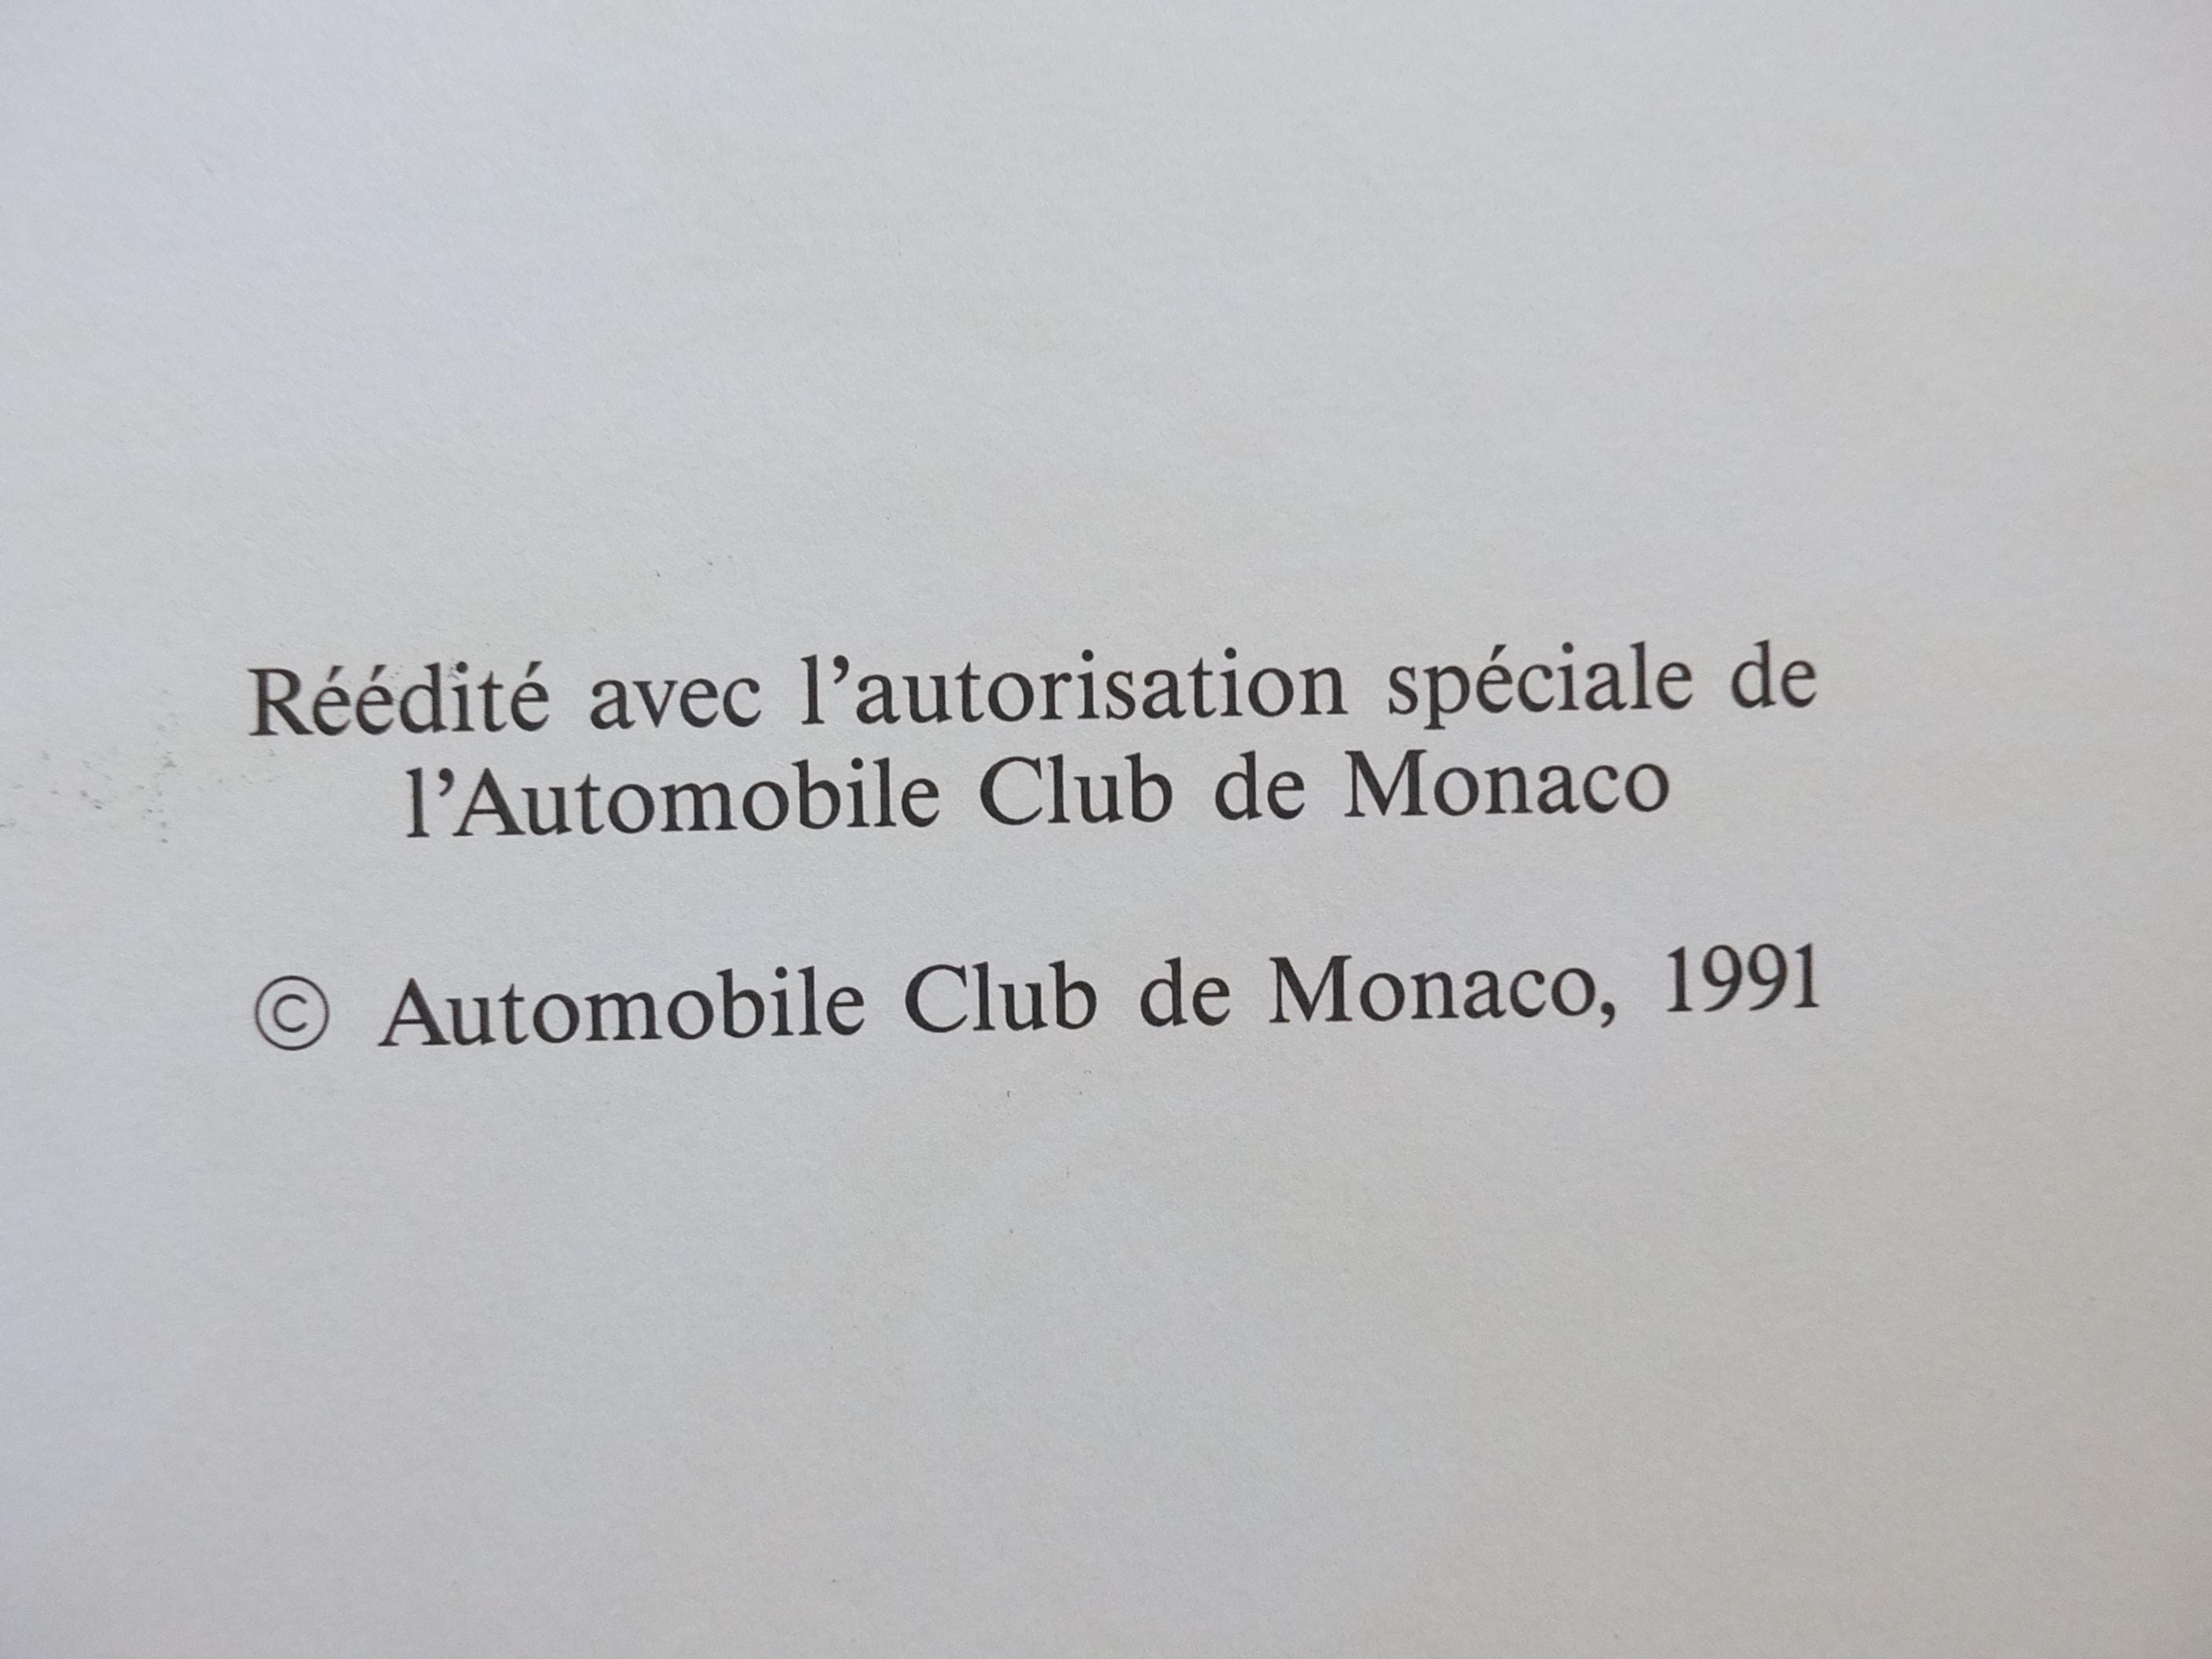 Réédité avec l’autorisation spéciale de
l’Automobile Club de Monaco
© Automobile Club de Monaco, 1991